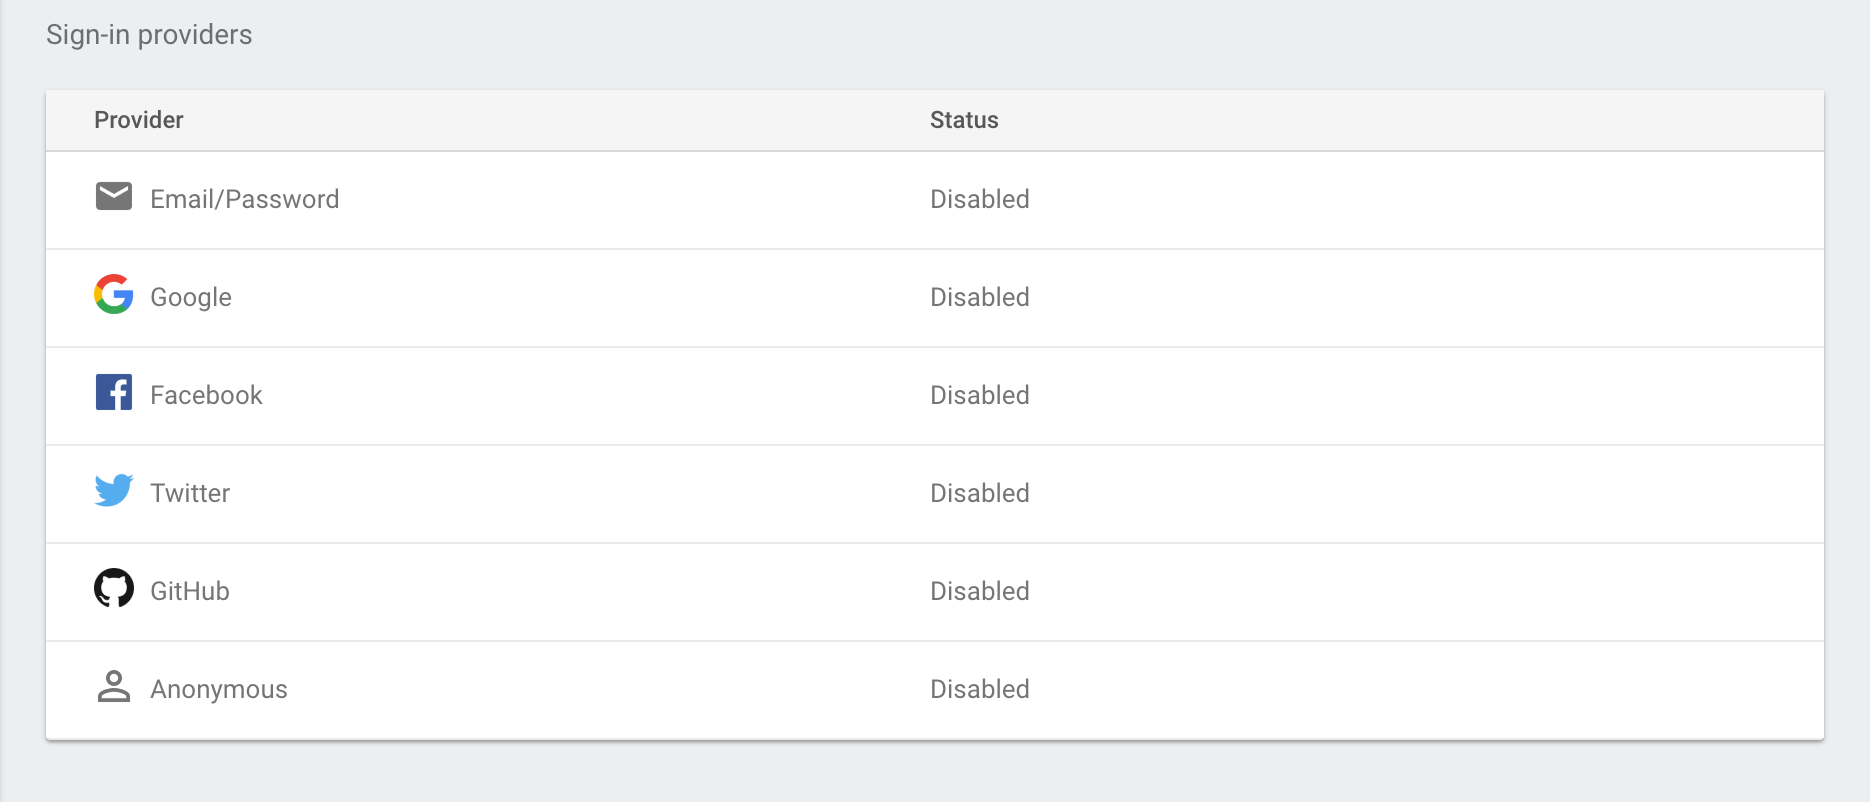 Sign-in providers
Provider Status
Email/Password Disabled
Google Disabled
Facebook Disabled
Twitter Disabled
GitHub Disabled
Anonymous Disabled